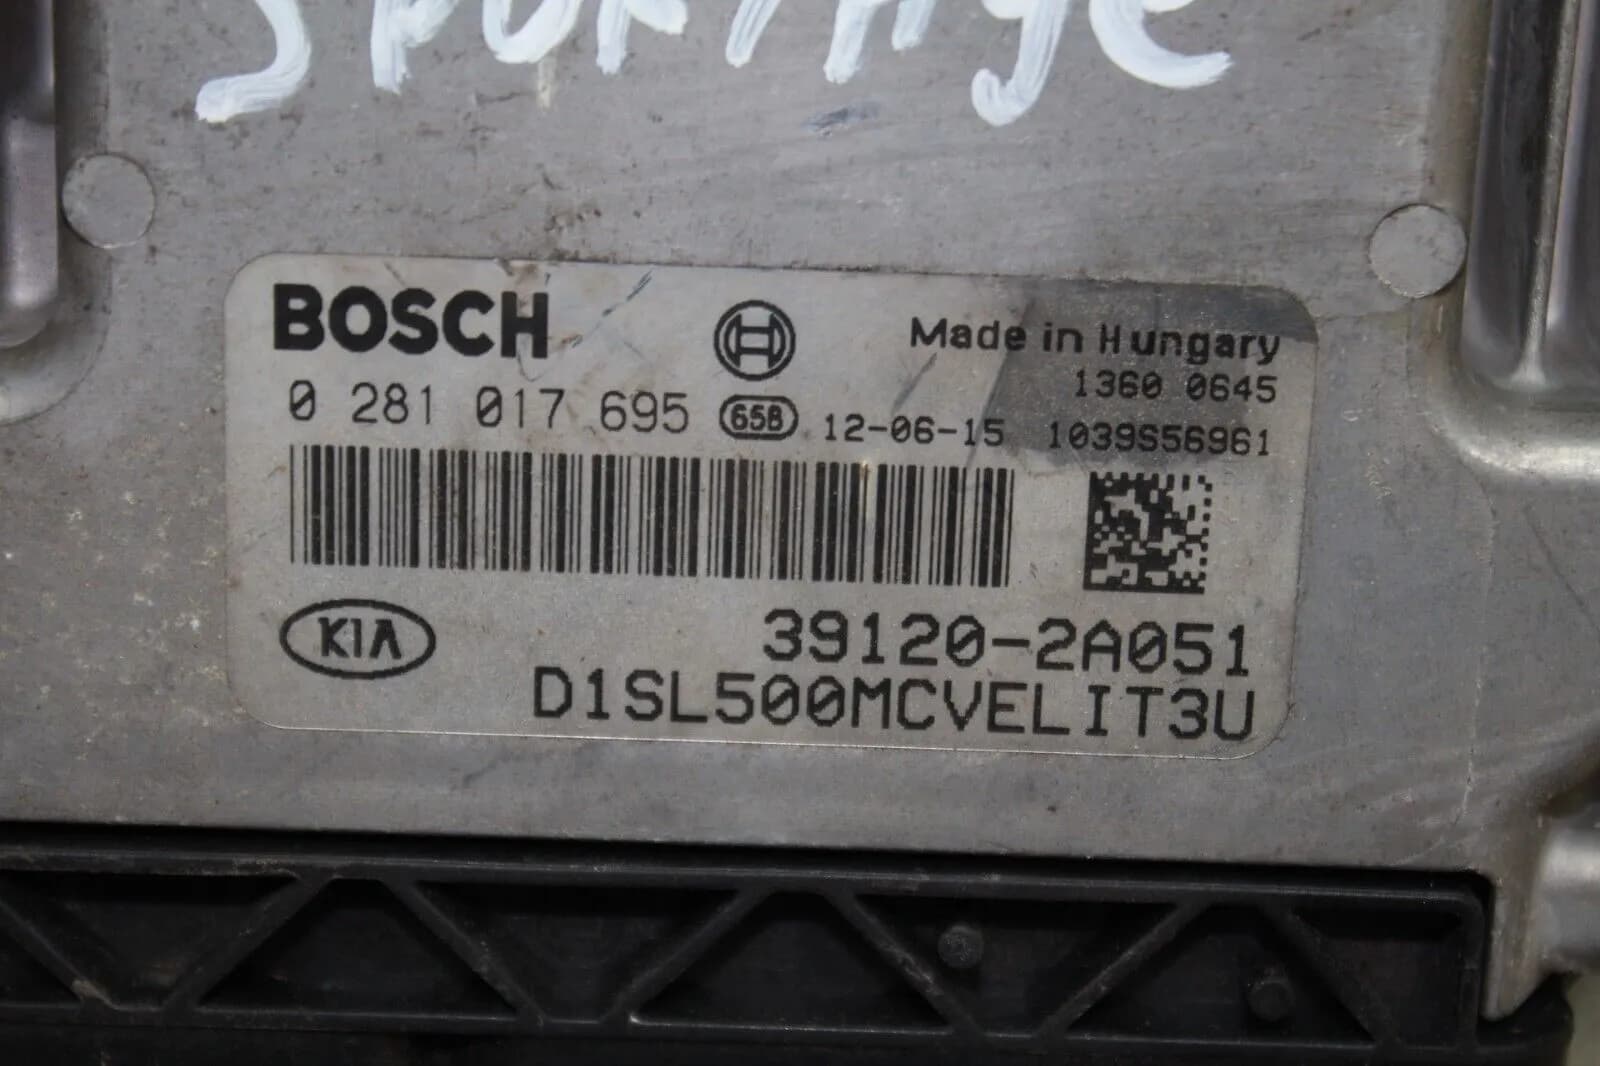 SPORTAGE
BOSCH
Made in Hungary
1360 0645
0 281 017 695 65B 12-06-15 1039S56961
KIA
39120-2A051
D1SL500MCVELIT3U